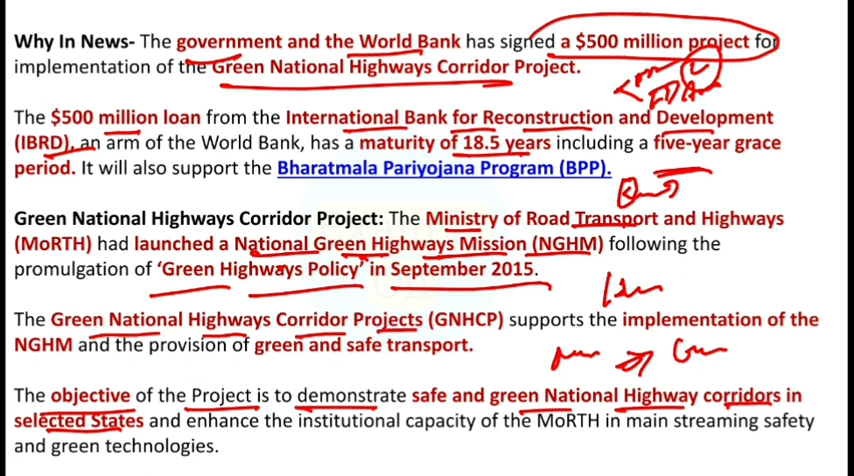 Why In News- The government and the World Bank has signed a $500 million project for
implementation of the Green National Highways Corridor Project.
The $500 million loan from the International Bank for Reconstruction and Development
(IBRD), an arm of the World Bank, has a maturity of 18.5 years including a five-year grace
period. It will also support the Bharatmala Pariyojana Program (BPP).
Green National Highways Corridor Project: The Ministry of Road Transport and Highways
(MoRTH) had launched a National Green Highways Mission (NGHM) following the
promulgation of ‘Green Highways Policy’ in September 2015.
The Green National Highways Corridor Projects (GNHCP) supports the implementation of the
NGHM and the provision of green and safe transport.
The objective of the Project is to demonstrate safe and green National Highway corridors in
selected States and enhance the institutional capacity of the MoRTH in main streaming safety
and green technologies.